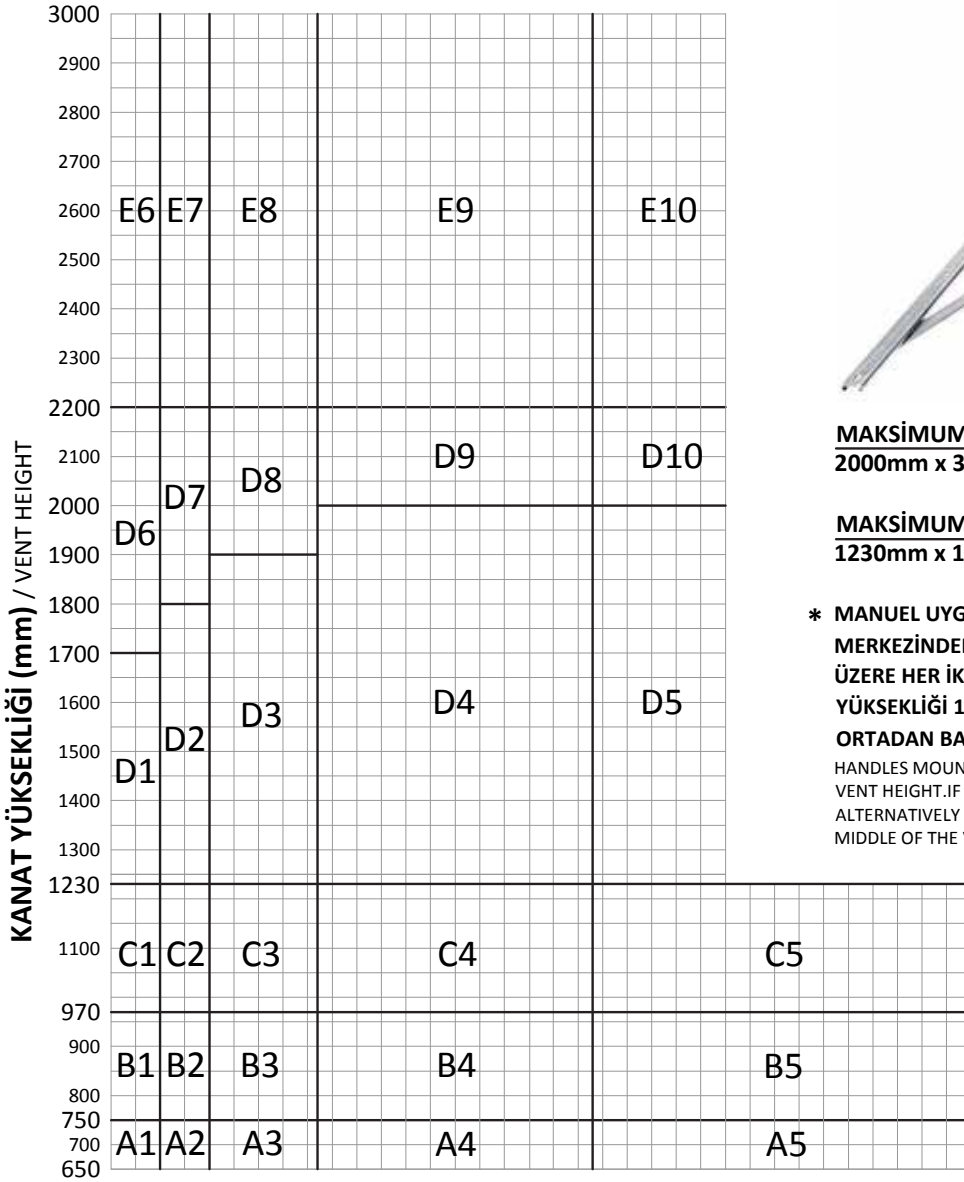 3000
2900
2800
2700
2600
E6 E7 E8 E9 E10
2500
2400
2300
2200
2100
D9 D10
D8
D7
2000
D6
1900
1800
1700
1600
D4 D5
D3
D2
1500
D1
1400
1300
1230
1100
C1 C2 C3 C4 C5
970
900
B1 B2 B3 B4 B5
800
750
700
A1 A2 A3 A4 A5
650
KANAT YÜKSEKLİĞİ (mm) / VENT HEIGHT
MAKSİMUM
2000mm x 3
MAKSİMUM
1230mm x 1
* MANUEL UYG
MERKEZİNDE
ÜZERE HER İK
YÜKSEKLİĞİ 1
ORTADAN BA
HANDLES MOUN
VENT HEIGHT.IF
ALTERNATIVELY
MIDDLE OF THE